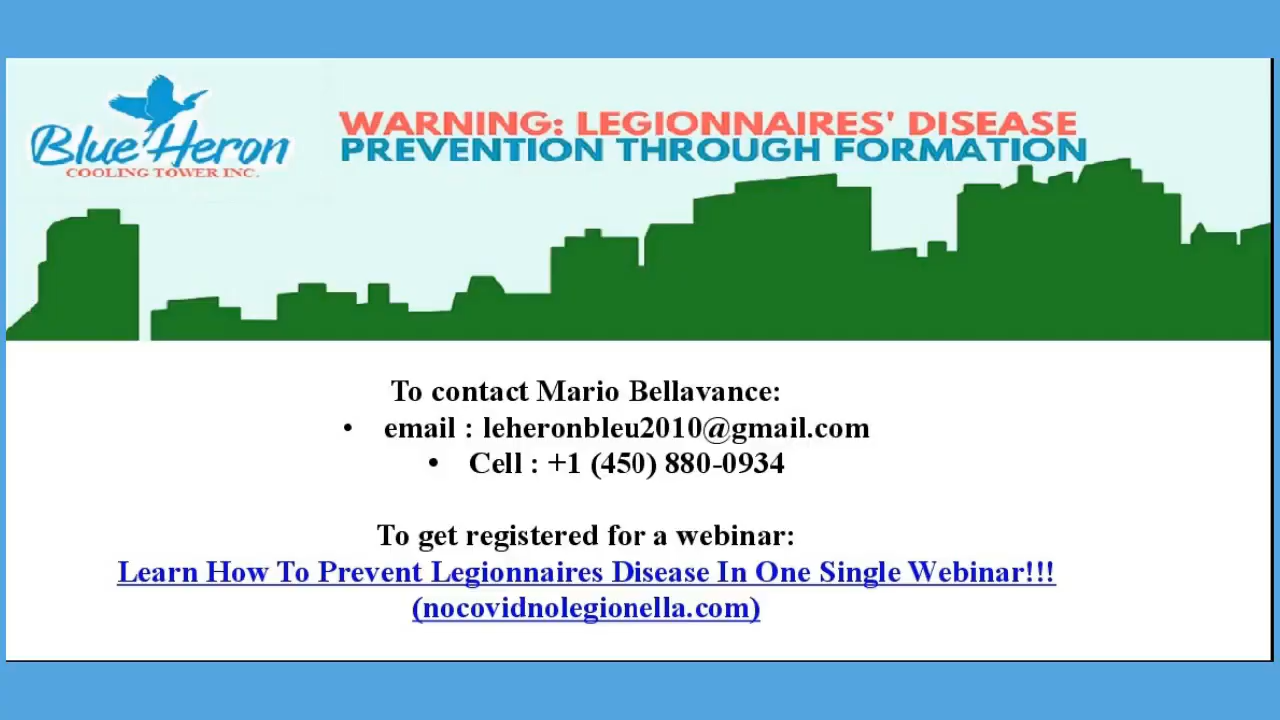 Blue Heron
COOLING TOWER INC.
WARNING: LEGIONNAIRES' DISEASE
PREVENTION THROUGH FORMATION
To contact Mario Bellavance:
• email : leheronbleu2010@gmail.com
• Cell : +1 (450) 880-0934
To get registered for a webinar:
Learn How To Prevent Legionnaires Disease In One Single Webinar!!!
(nocovidnolegionella.com)